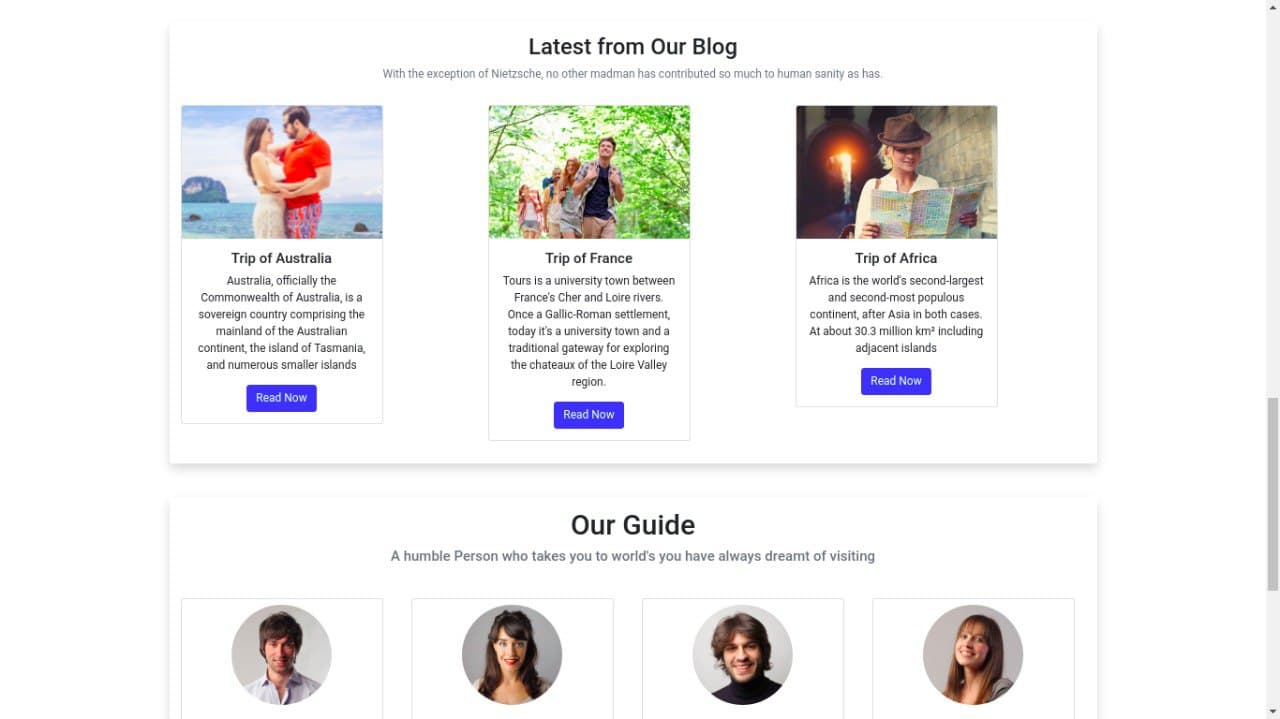 Latest from Our Blog
With the exception of Nietzsche, no other madman has contributed so much to human sanity as has.
Trip of Australia
Australia, officially the
Commonwealth of Australia, is a
sovereign country comprising the
mainland of the Australian
continent, the island of Tasmania,
and numerous smaller islands
Read Now
Trip of France
Tours is a university town between
France's Cher and Loire rivers.
Once a Gallic-Roman settlement,
today it's a university town and a
traditional gateway for exploring
the chateaux of the Loire Valley
region.
Read Now
Trip of Africa
Africa is the world's second-largest
and second-most populous
continent, after Asia in both cases.
At about 30.3 million km² including
adjacent islands
Read Now
Our Guide
A humble Person who takes you to world's you have always dreamt of visiting